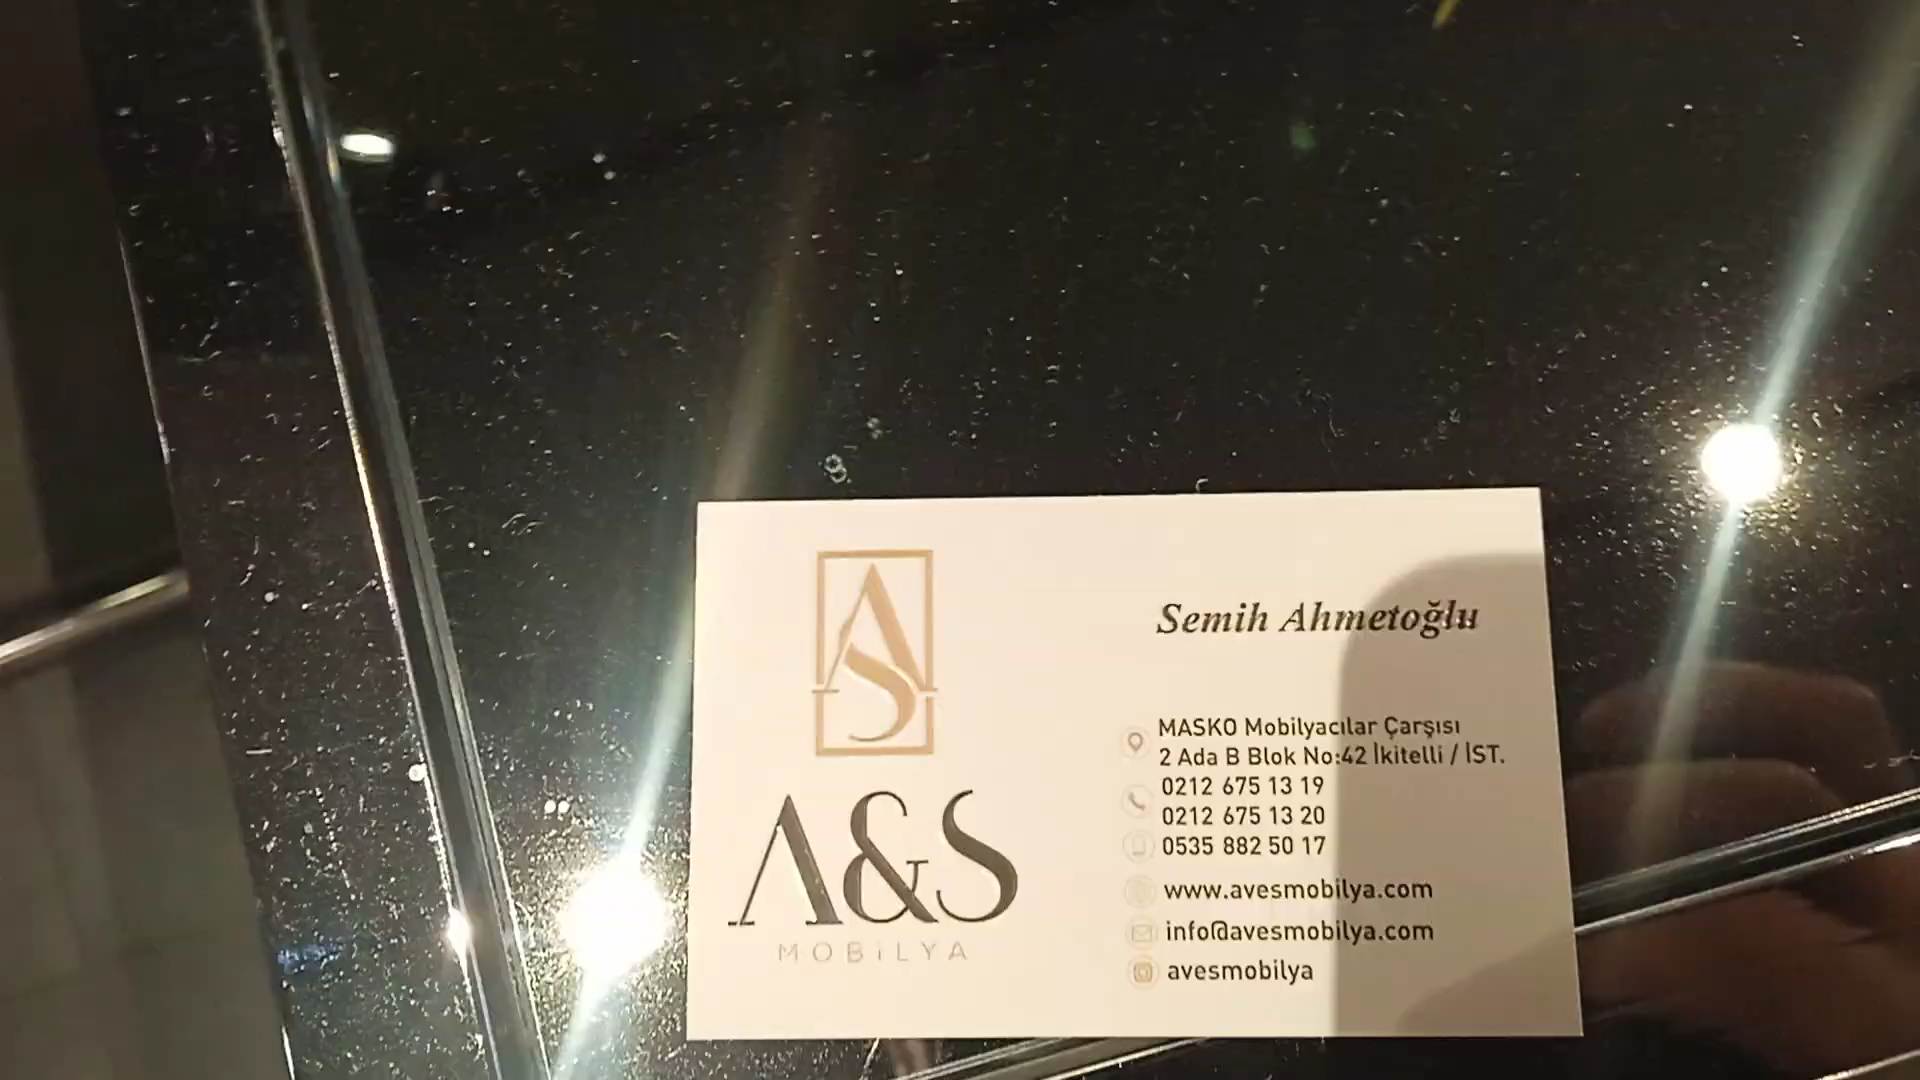 AS
A&S
MOBİLYA
Semih Ahmetoğlu
MASKO Mobilyacılar Çarşısı
2 Ada B Blok No:42 İkitelli / İST.
0212 675 13 19
0212 675 13 20
0535 882 50 17
www.avesmobilya.com
info@avesmobilya.com
avesmobilya